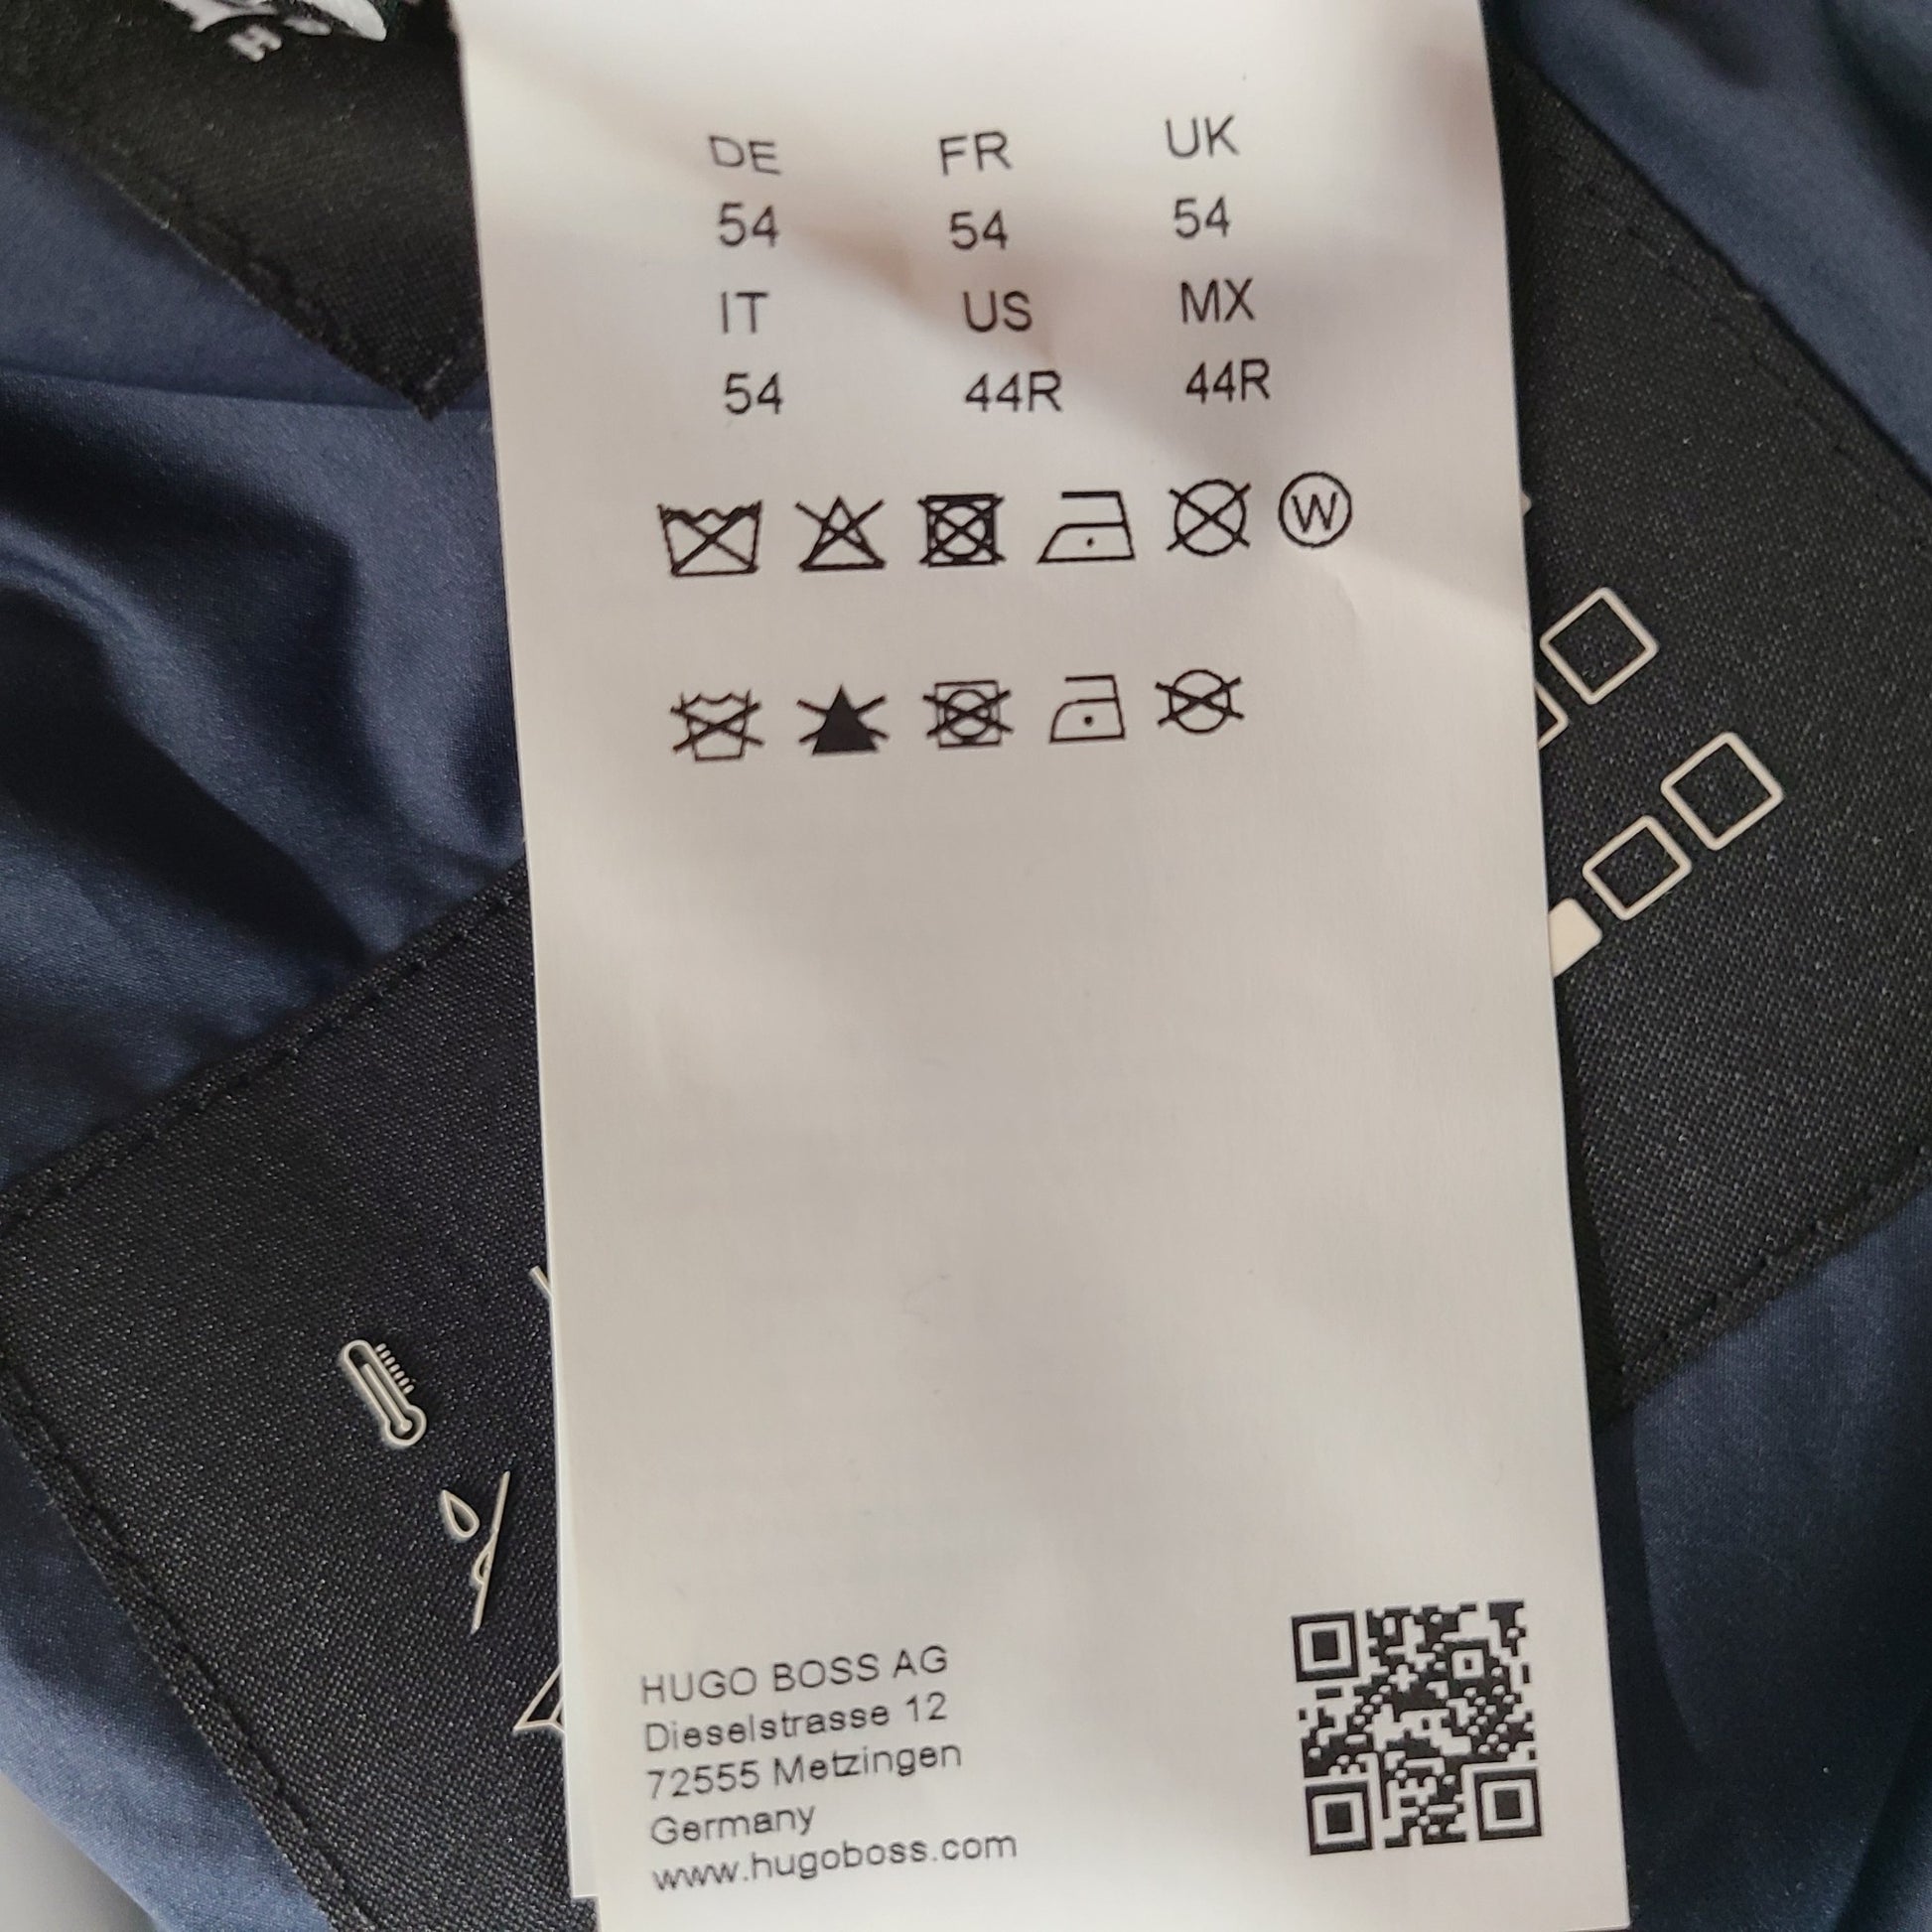 DE FR UK
54 54 54
IT US MX
54 44R 44R
W
HUGO BOSS AG
Dieselstrasse 12
72555 Metzingen
Germany
www.hugoboss.com